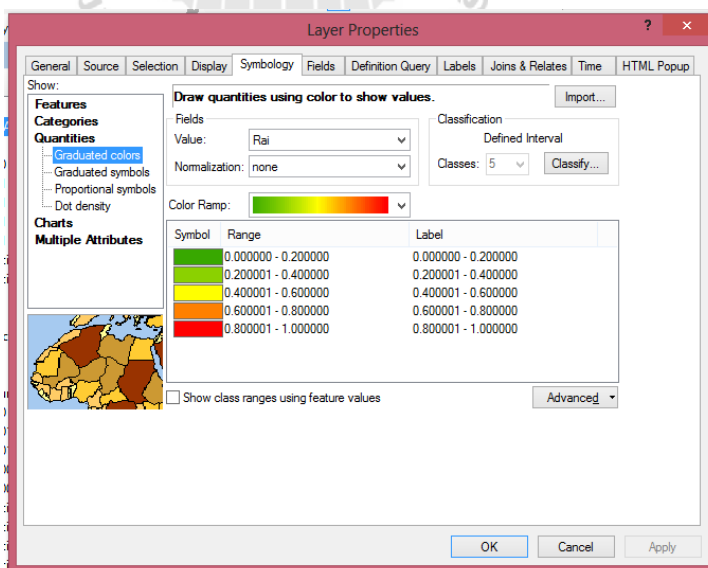 Layer Properties
?
×
General Source Selection Display Symbology Fields Definition Query Labels Joins & Relates Time HTML Popup
Show:
Features
Categories
Quantities
Graduated colors
Graduated symbols
Proportional symbols
Dot density
Charts
Multiple Attributes
Draw quantities using color to show values.
Import...
Fields
Value: Rai
Normalization: none
Classification
Defined Interval
Classes: 5
Classify...
Color Ramp:
Symbol Range Label
0.000000 - 0.200000 0.000000 - 0.200000
0.200001 - 0.400000 0.200001 - 0.400000
0.400001 - 0.600000 0.400001 - 0.600000
0.600001 - 0.800000 0.600001 - 0.800000
0.800001 - 1.000000 0.800001 - 1.000000
Show class ranges using feature values
Advanced
OK Cancel Apply